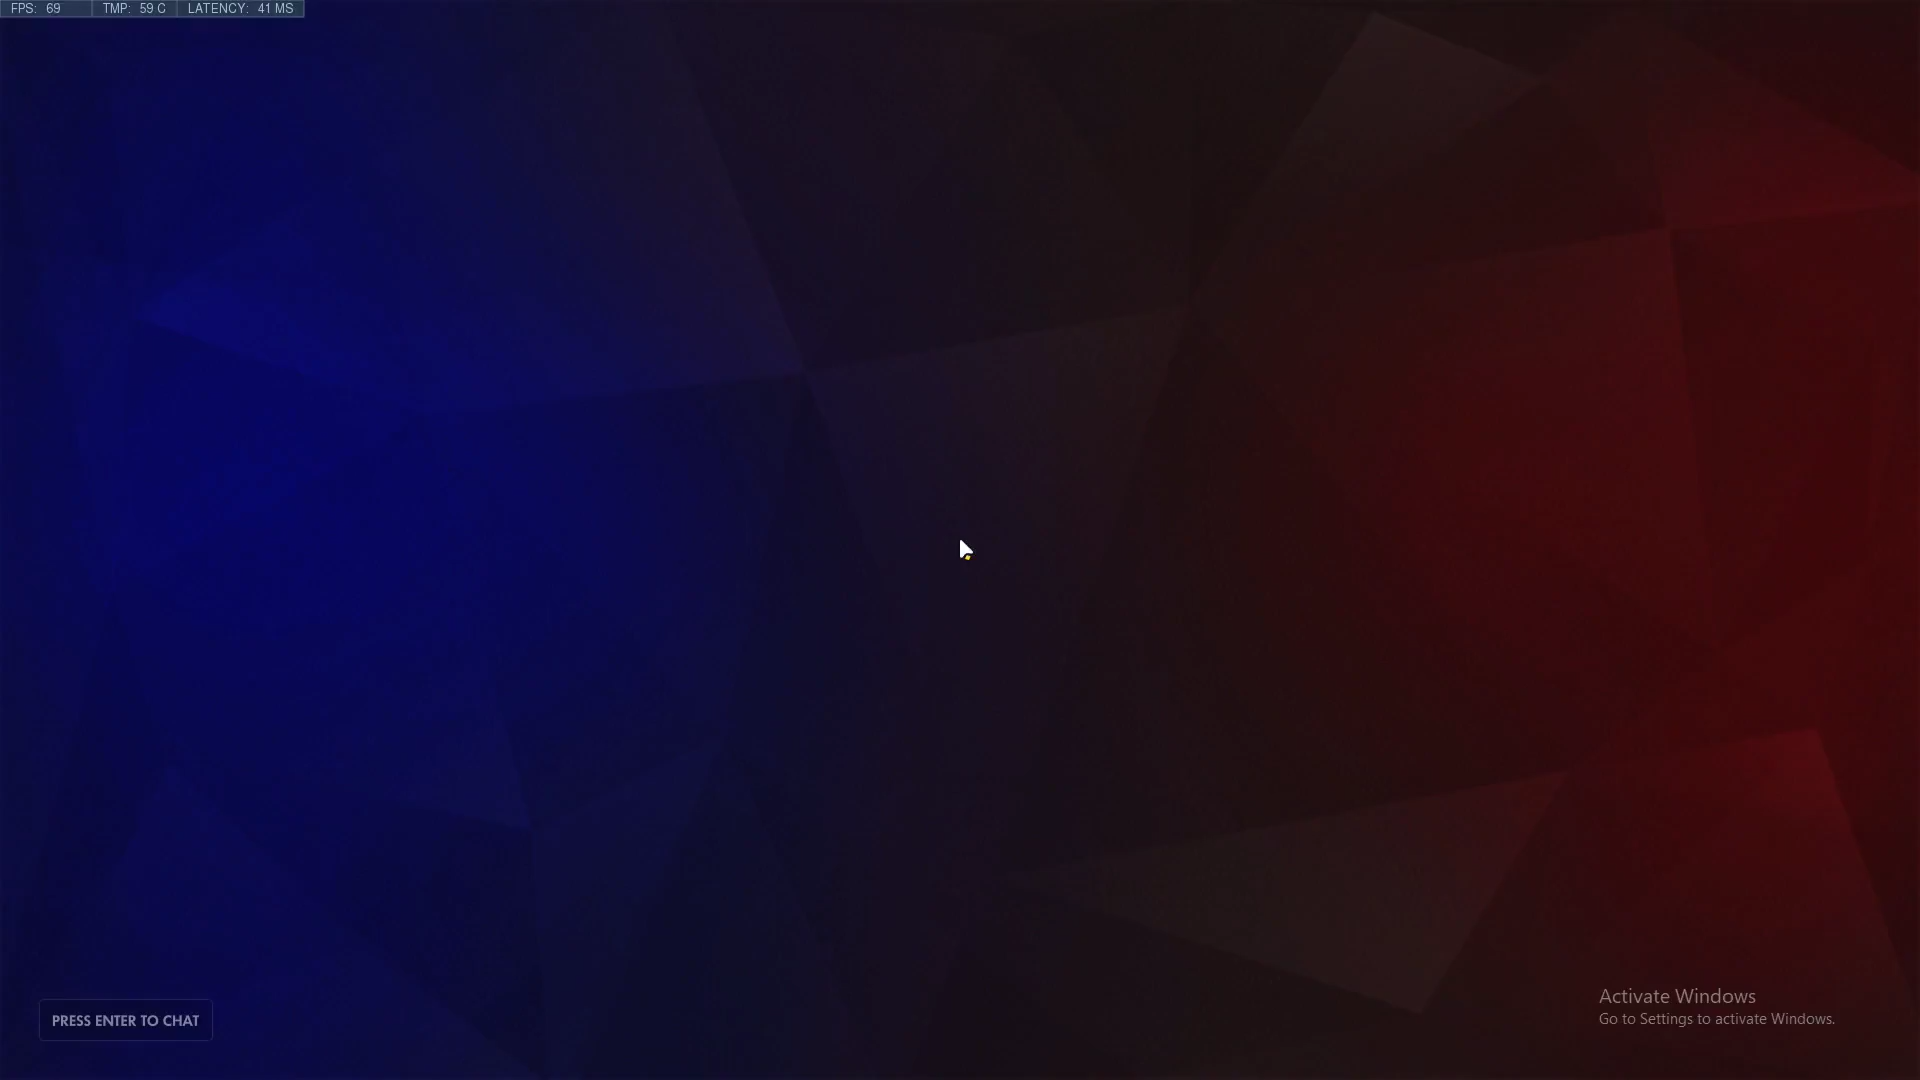 FPS: 69 TMP: 59 C LATENCY: 41 MS
PRESS ENTER TO CHAT
Activate Windows
Go to Settings to activate Windows.